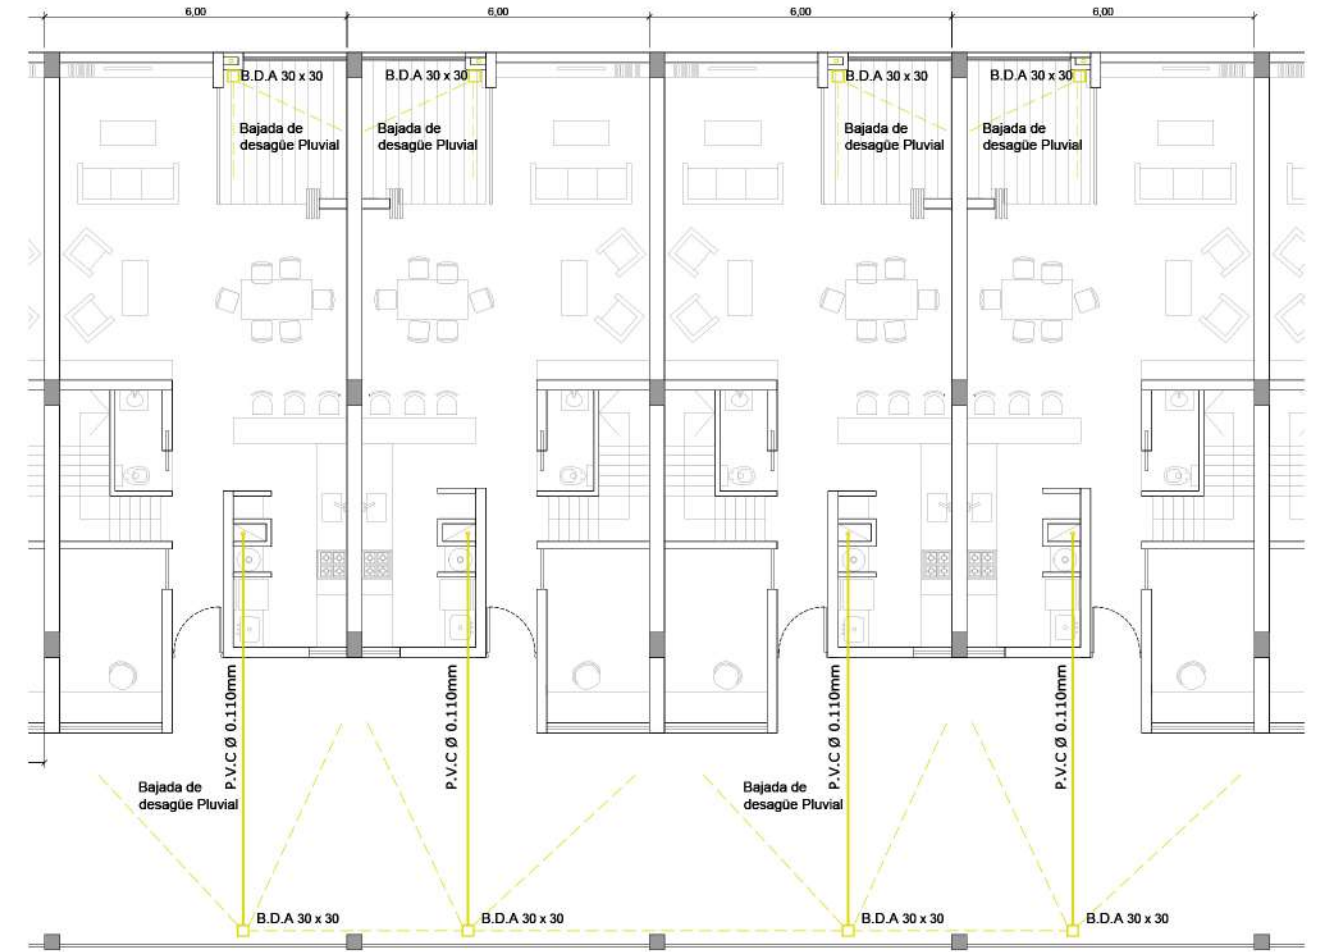 6,00
6,00
6,00
6,00
B.D.A 30 x 30
B.D.A 30 x 30
B.D.A 30 x 30
B.D.A 30 x 30
Bajada de
desagüe Pluvial
Bajada de
desagüe Pluvial
Bajada de
desagüe Pluvial
Bajada de
desagüe Pluvial
P.V.C Ø 0.110mm
P.V.C Ø 0.110mm
P.V.C Ø 0.110mm
P.V.C Ø 0.110mm
Bajada de
desagüe Pluvial
Bajada de
desagüe Pluvial
B.D.A 30 x 30
B.D.A 30 x 30
B.D.A 30 x 30
B.D.A 30 x 30